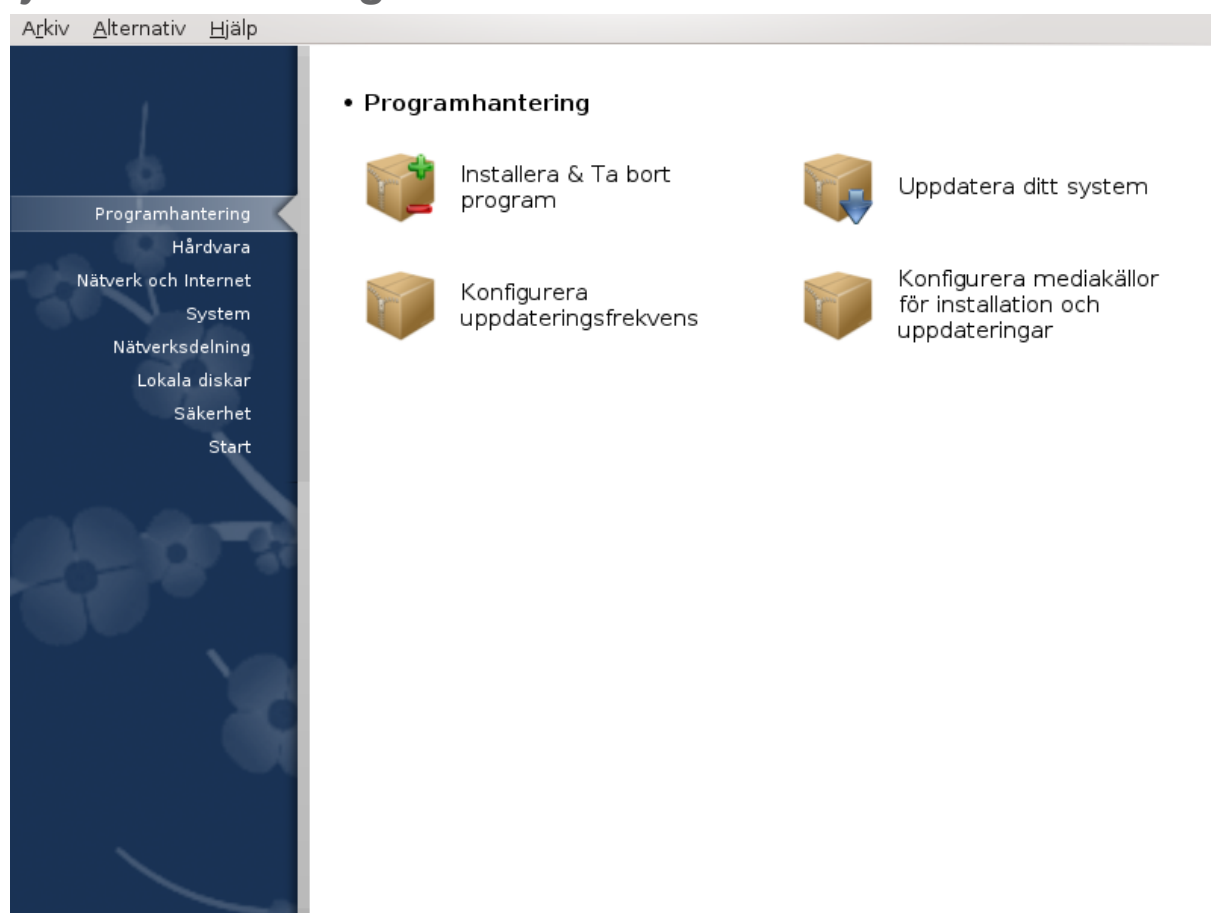 Arkiv Alternativ Hjälp
Programhantering
Hårdvara
Nätverk och Internet
System
Nätverksdelning
Lokala diskar
Säkerhet
Start
• Programhantering
Installera & Ta bort
program
Uppdatera ditt system
Konfigurera
uppdateringsfrekvens
Konfigurera mediakällor
för installation och
uppdateringar